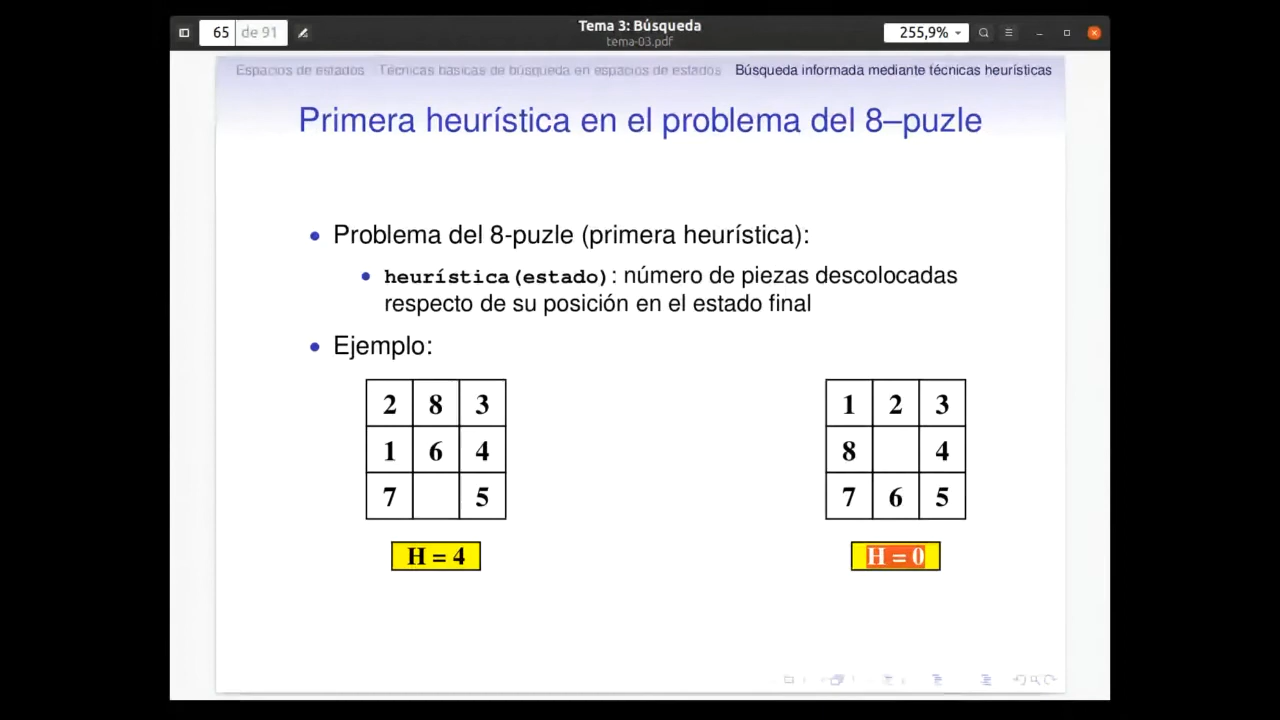 65 de 91
Tema 3: Búsqueda
tema-03.pdf
255,9%
Espacios de estados Técnicas básicas de búsqueda en espacios de estados Búsqueda informada mediante técnicas heurísticas
Primera heurística en el problema del 8–puzle
Problema del 8-puzle (primera heurística):
heurística(estado): número de piezas descolocadas
respecto de su posición en el estado final
Ejemplo:
2 8 3
1 6 4
7 5
H = 4
1 2 3
8 4
7 6 5
H = 0